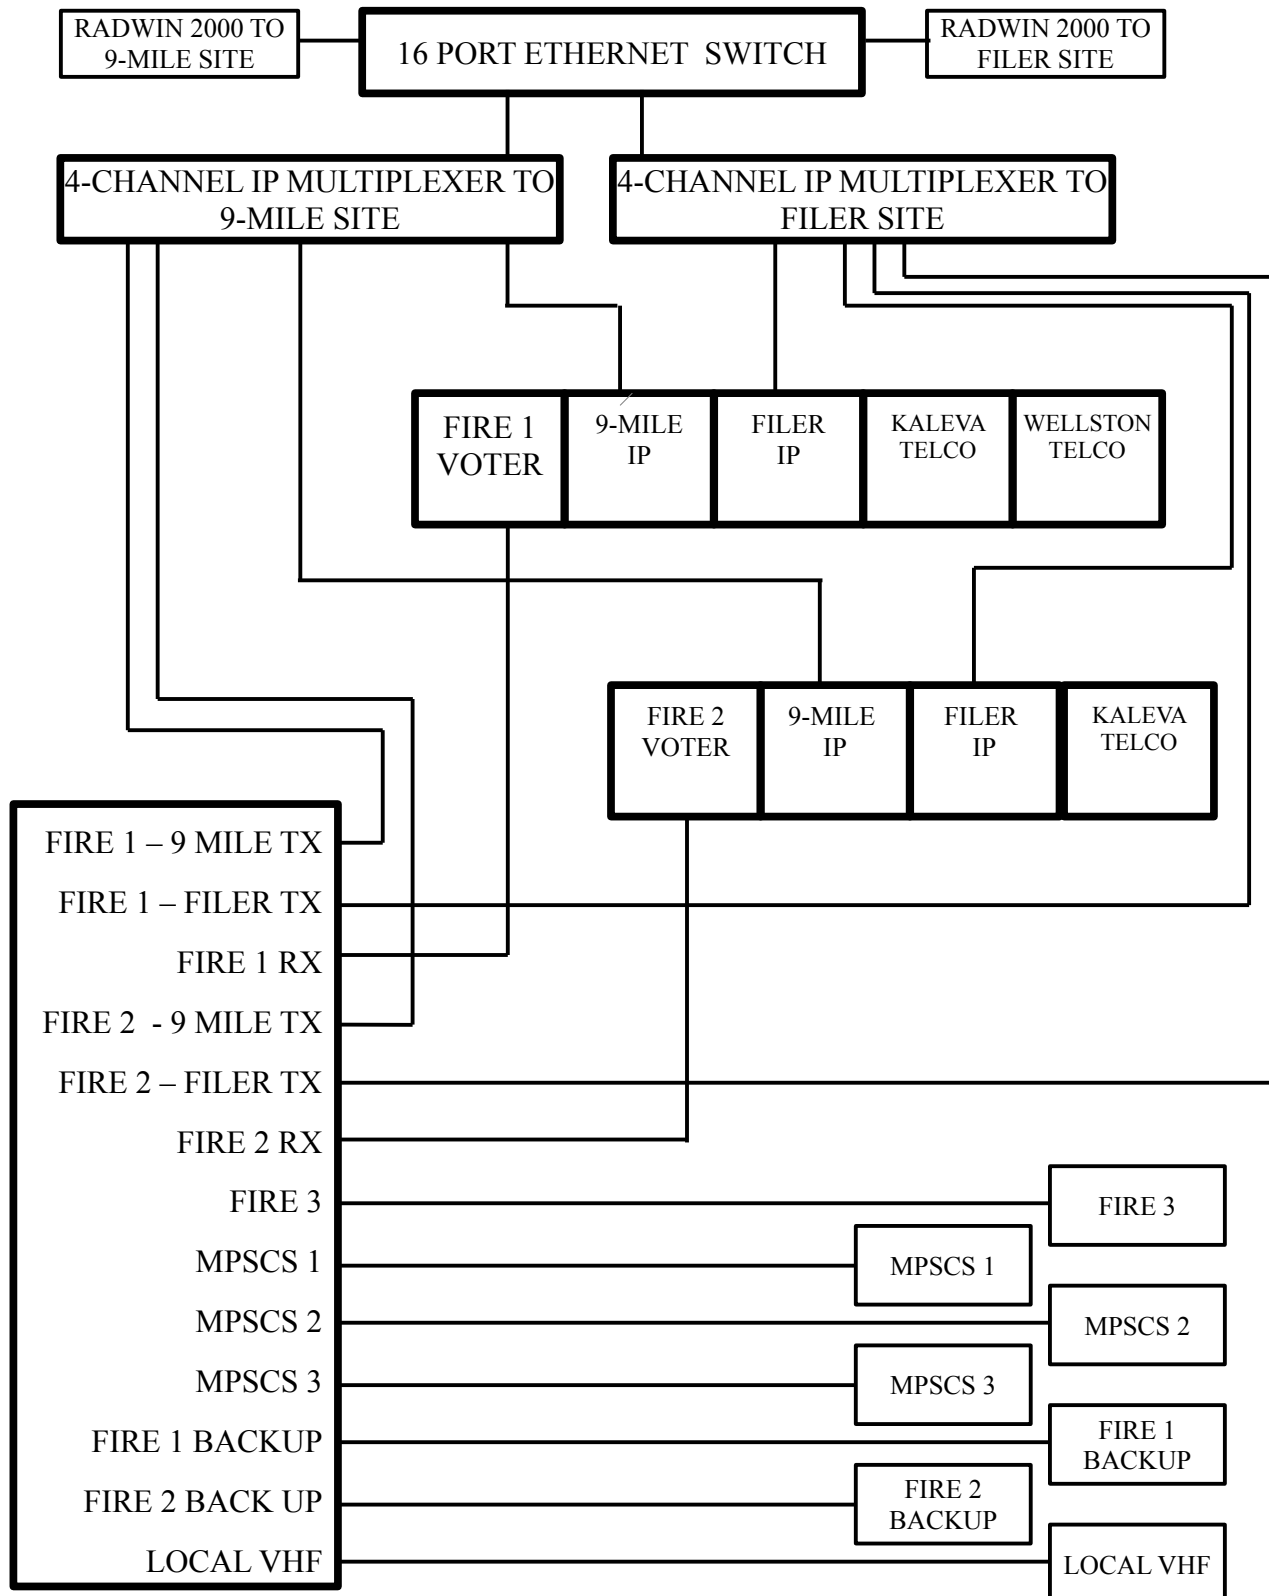 RADWIN 2000 TO
9-MILE SITE
16 PORT ETHERNET  SWITCH
RADWIN 2000 TO
FILER SITE
4-CHANNEL IP MULTIPLEXER TO
9-MILE SITE
4-CHANNEL IP MULTIPLEXER TO
FILER SITE
FIRE 1
VOTER
9-MILE
IP
FILER
IP
KALEVA
TELCO
WELLSTON
TELCO
FIRE 2
VOTER
9-MILE
IP
FILER
IP
KALEVA
TELCO
FIRE 1 – 9 MILE TX
FIRE 1 – FILER TX
FIRE 1 RX
FIRE 2  - 9 MILE TX
FIRE 2 – FILER TX
FIRE 2 RX
FIRE 3
MPSCS 1
MPSCS 2
MPSCS 3
FIRE 1 BACKUP
FIRE 2 BACK UP
LOCAL VHF
FIRE 3
MPSCS 1
MPSCS 2
MPSCS 3
FIRE 1
BACKUP
FIRE 2
BACKUP
LOCAL VHF